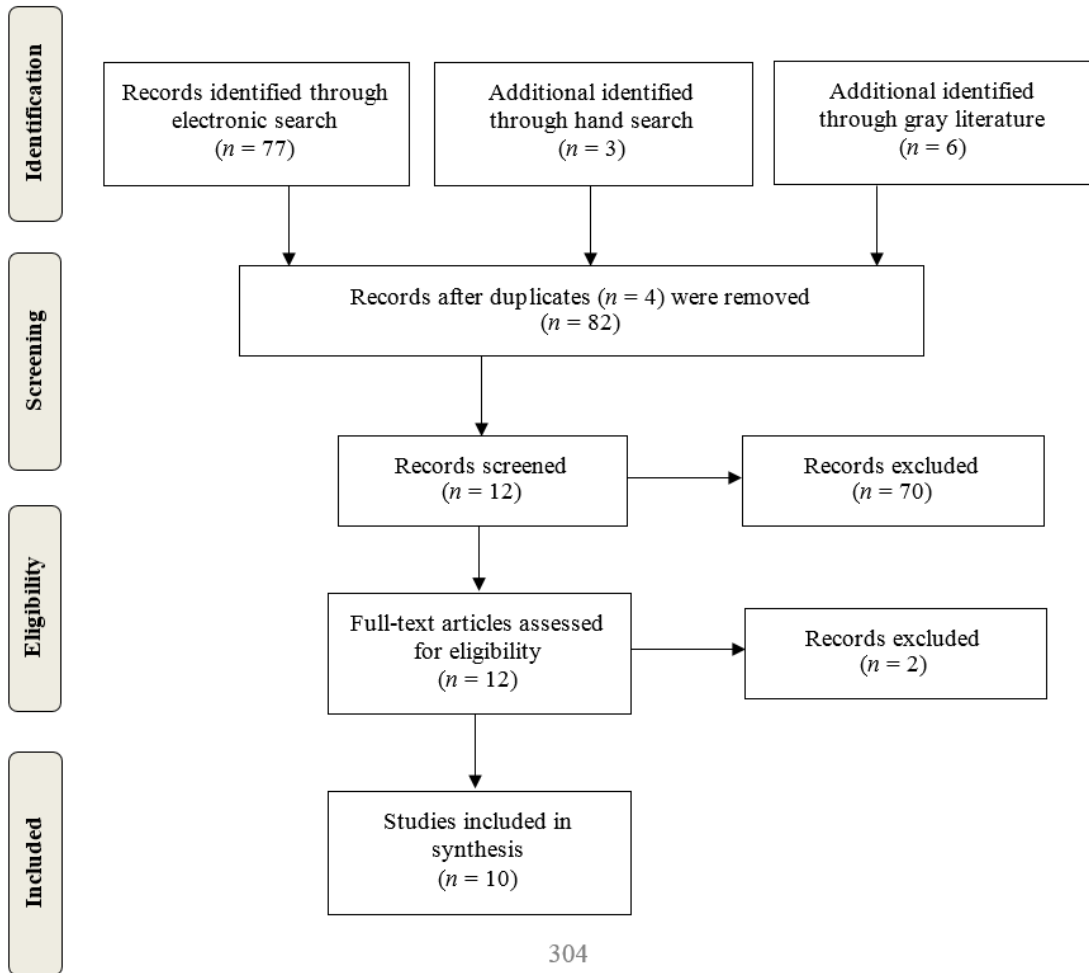 Identification
Records identified through
electronic search
(n = 77)
Additional identified
through hand search
(n = 3)
Additional identified
through gray literature
(n = 6)
Screening
Records after duplicates (n = 4) were removed
(n = 82)
Records screened
(n = 12)
Records excluded
(n = 70)
Eligibility
Full-text articles assessed
for eligibility
(n = 12)
Records excluded
(n = 2)
Included
Studies included in
synthesis
(n = 10)
304